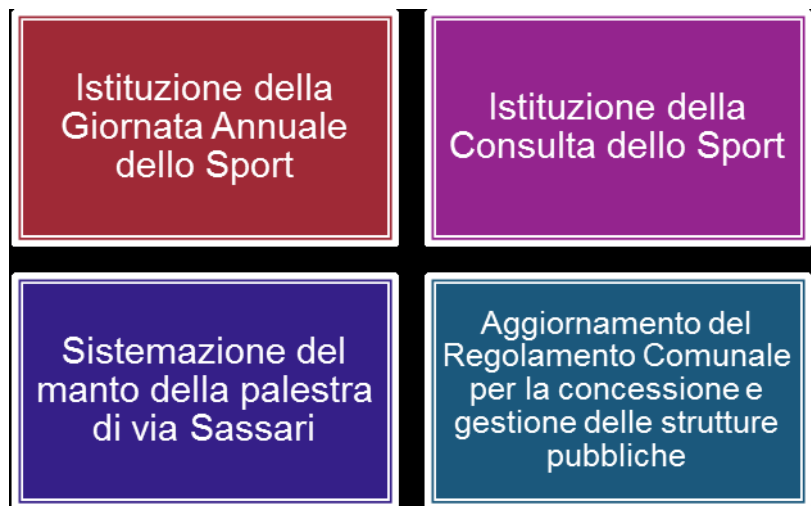 Istituzione della
Giornata Annuale
dello Sport
Istituzione della
Consulta dello Sport
Sistemazione del
manto della palestra
di via Sassari
Aggiornamento del
Regolamento Comunale
per la concessione e
gestione delle strutture
pubbliche